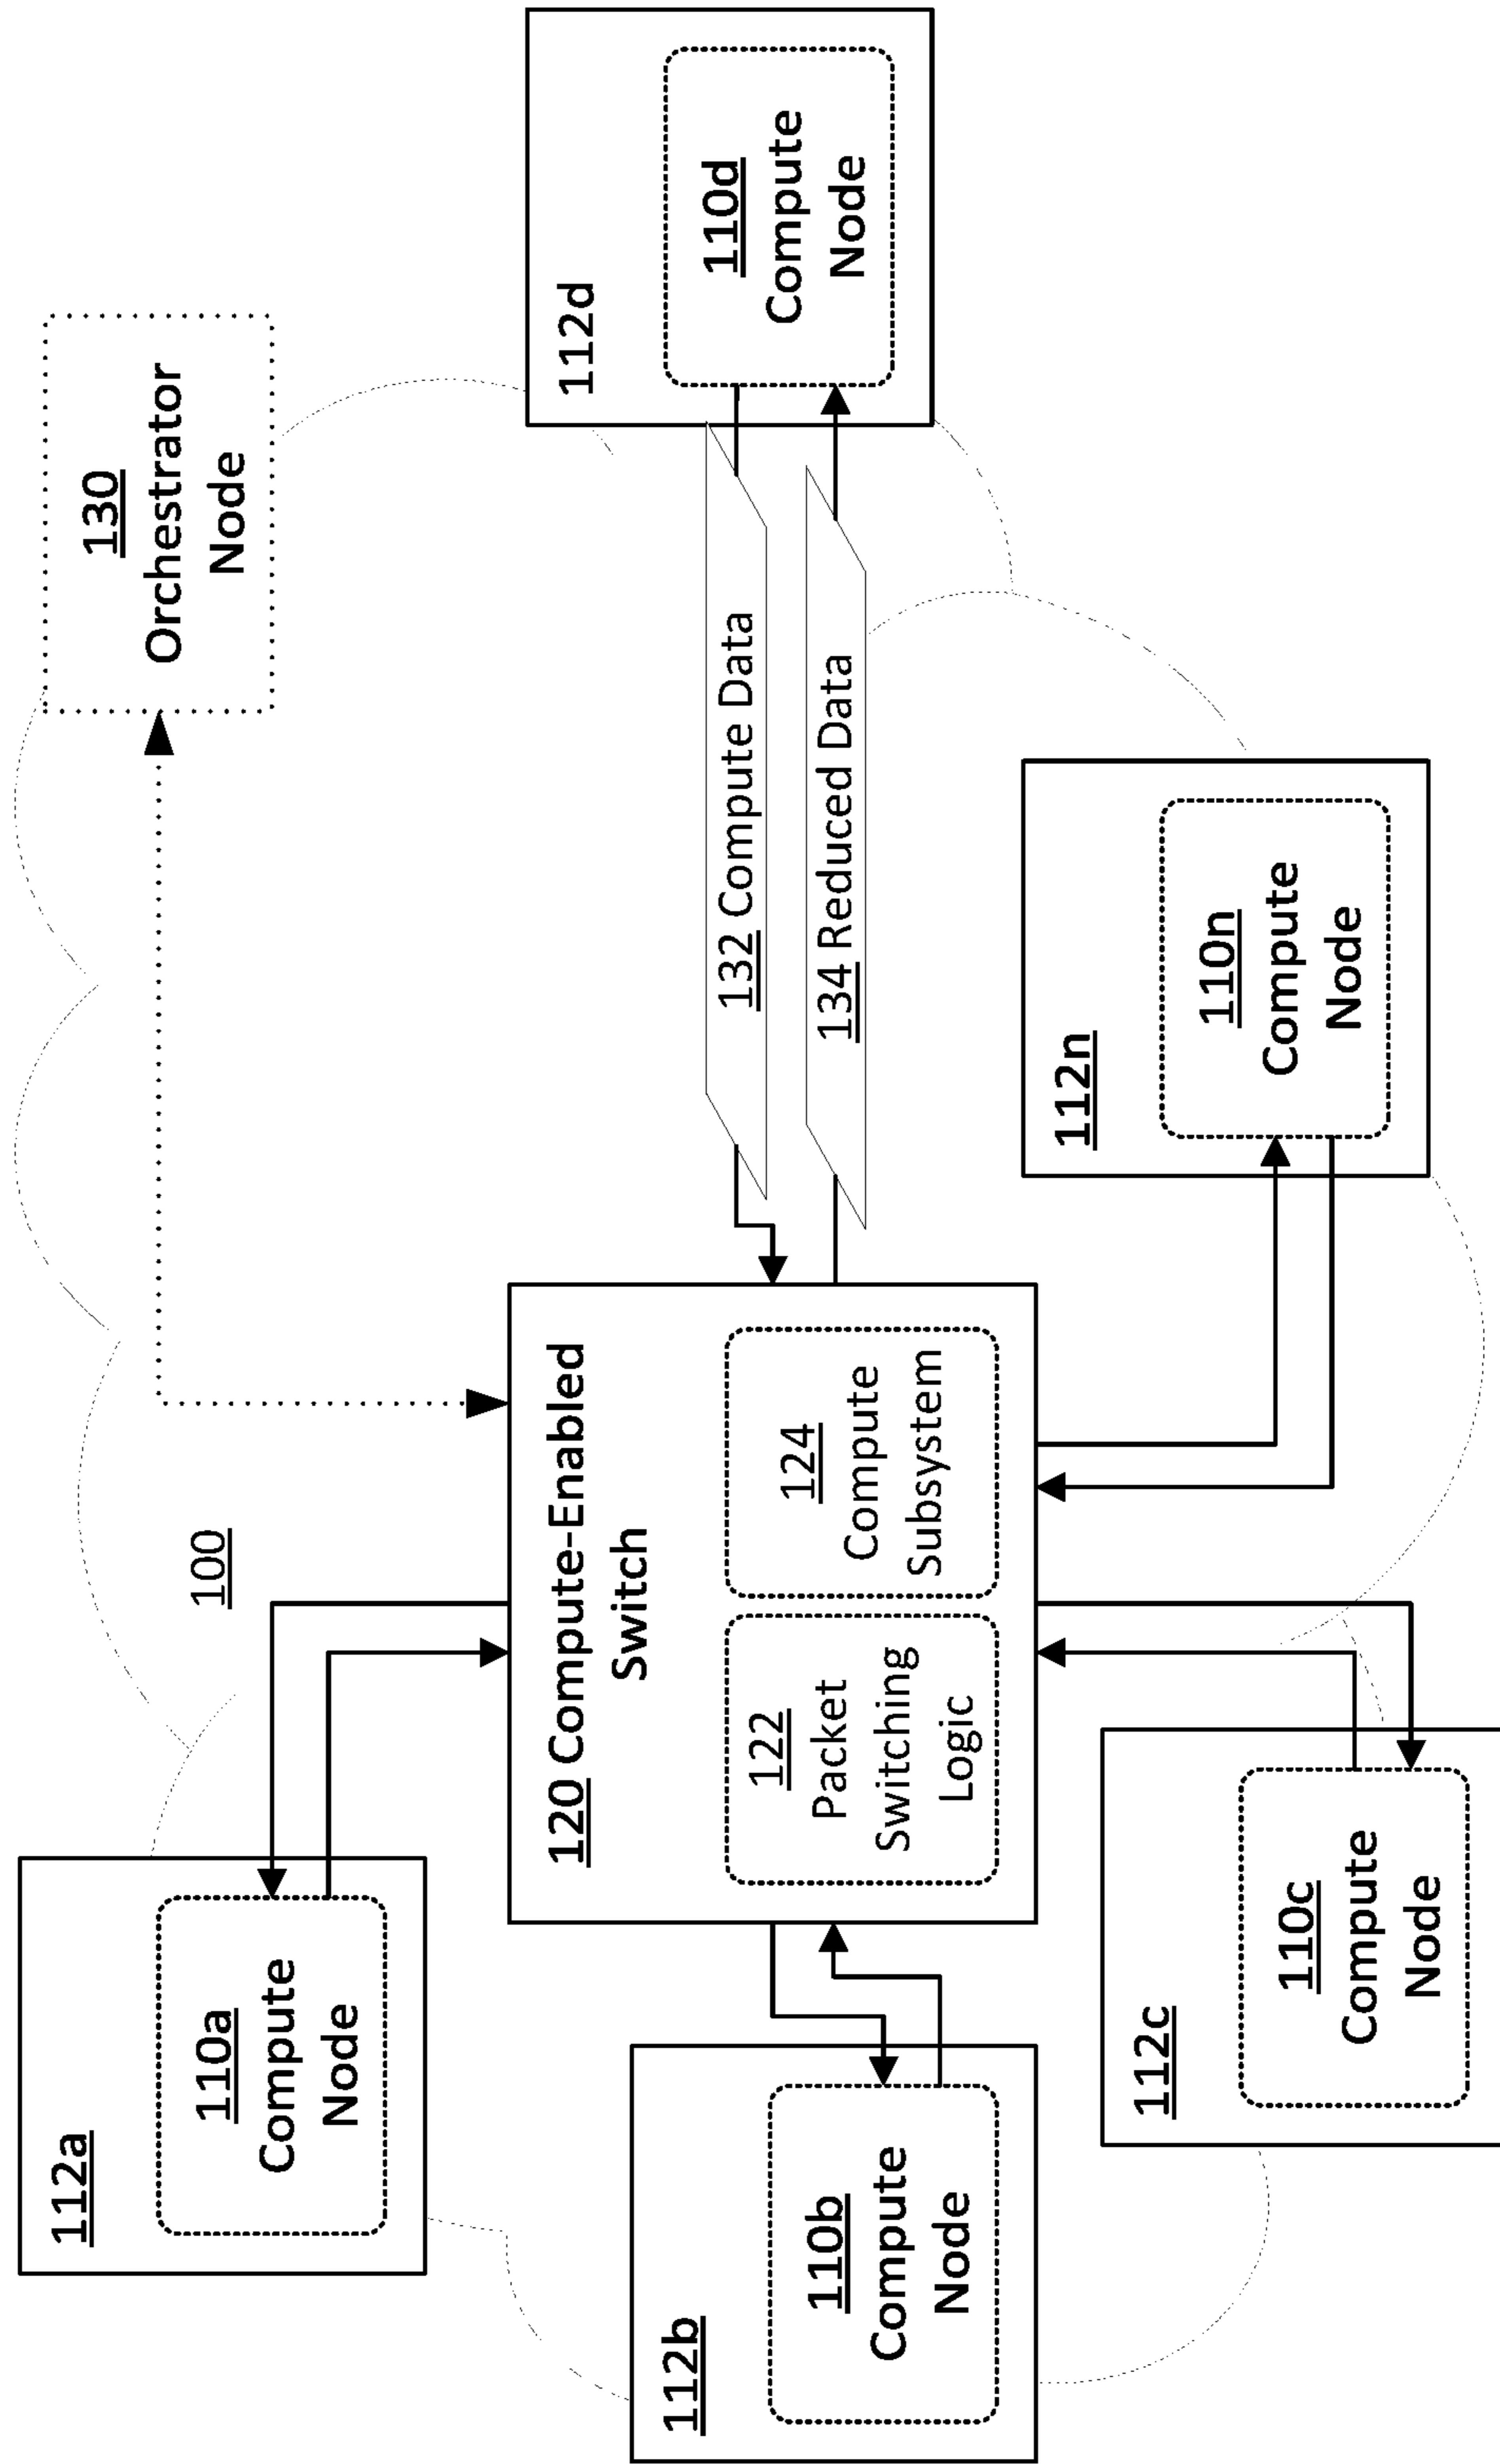 100
130
Orchestrator
Node
112a
110a
Compute
Node
120 Compute-Enabled
Switch
122
Packet
Switching
Logic
124
Compute
Subsystem
132 Compute Data
134 Reduced Data
112d
110d
Compute
Node
112b
110b
Compute
Node
112c
110c
Compute
Node
112n
110n
Compute
Node